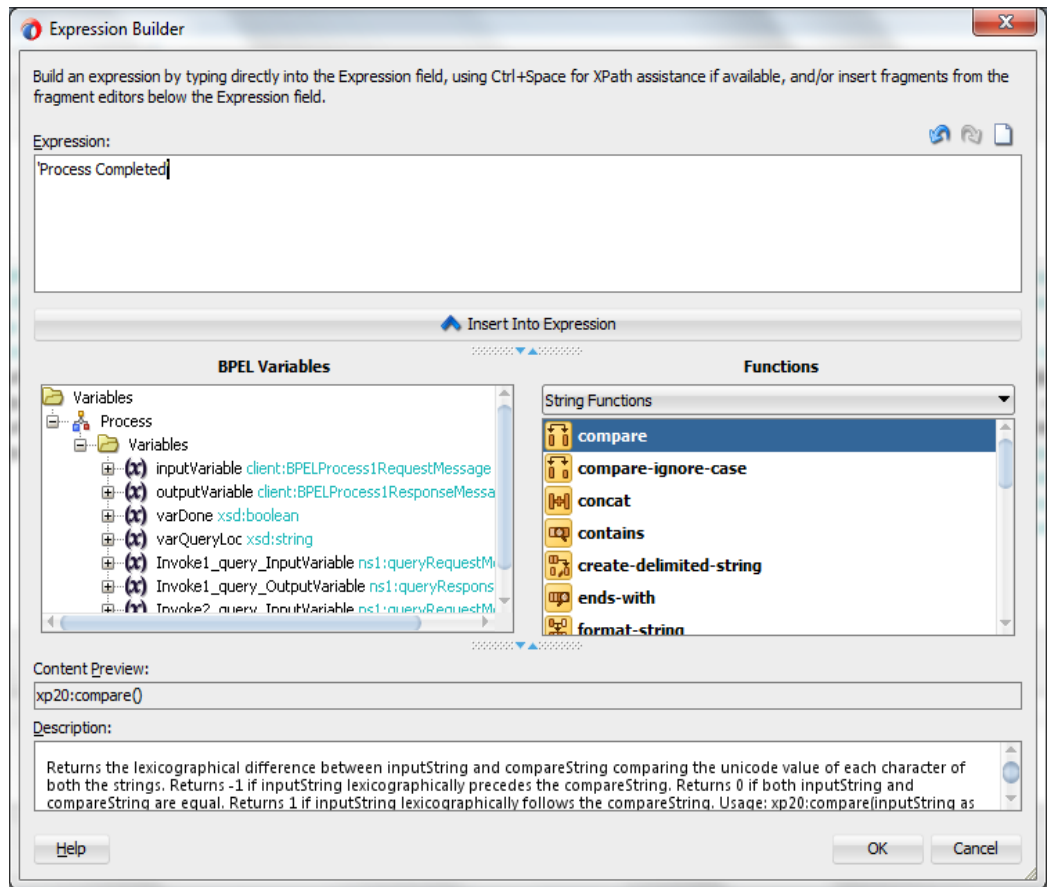 Expression Builder
Build an expression by typing directly into the Expression field, using Ctrl+Space for XPath assistance if available, and/or insert fragments from the
fragment editors below the Expression field.
Expression:
'Process Completed
Insert Into Expression
BPEL Variables
Variables
Process
Variables
(x) inputVariable client:BPELProcess1RequestMessage
(x) outputVariable client:BPELProcess1ResponseMessa
(x) varDone xsd:boolean
(x) varQueryLoc xsd:string
(x) Invoke1_query_InputVariable ns1:queryRequestM
(x) Invoke1_query_OutputVariable ns1:queryRespons
(x) Invoke2_query_InputVariable ns1:queryRequestM
Functions
String Functions
compare
compare-ignore-case
concat
contains
create-delimited-string
ends-with
format-string
Content Preview:
xp20:compare()
Description:
Returns the lexicographical difference between inputString and compareString comparing the unicode value of each character of
both the strings. Returns -1 if inputString lexicographically precedes the compareString. Returns 0 if both inputString and
compareString are equal. Returns 1 if inputString lexicographically follows the compareString. Usage: xp20:compare(inputString as
Help
OK
Cancel